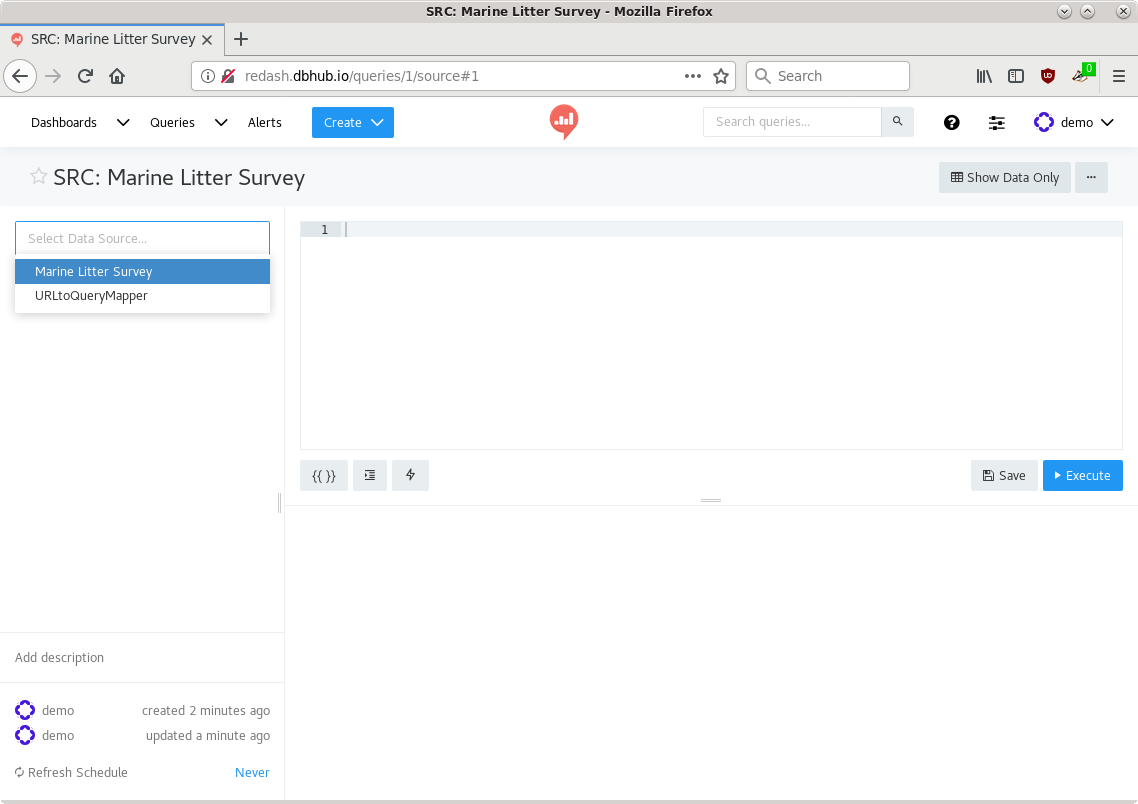 SRC: Marine Litter Survey - Mozilla Firefox
SRC: Marine Litter Survey
redash.dbhub.io/queries/1/source#1
Search
0
Dashboards
Queries
Alerts
Create
Search queries...
demo
SRC: Marine Litter Survey
Show Data Only
Select Data Source...
Marine Litter Survey
URLtoQueryMapper
1
{{ }}
Save
Execute
Add description
demo created 2 minutes ago
demo updated a minute ago
Refresh Schedule Never